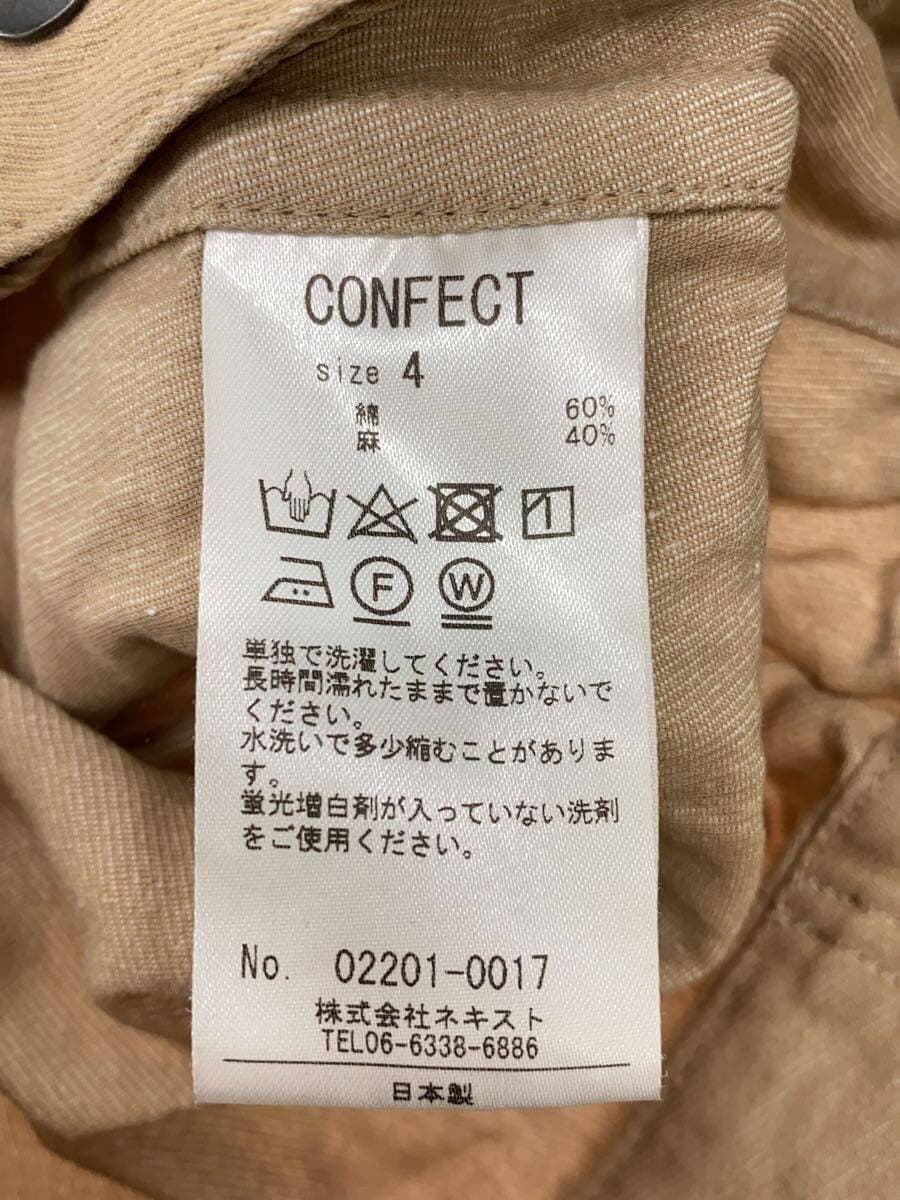 CONFECT
size 4
綿 60%
麻 40%
F W
単独で洗濯してください。
長時間濡れたままで置かないで
ください。
水洗いで多少縮むことがありま
す。
蛍光増白剤が入っていない洗剤
をご使用ください。
No. 02201-0017
株式会社ネキスト
TEL06-6338-6886
日本製